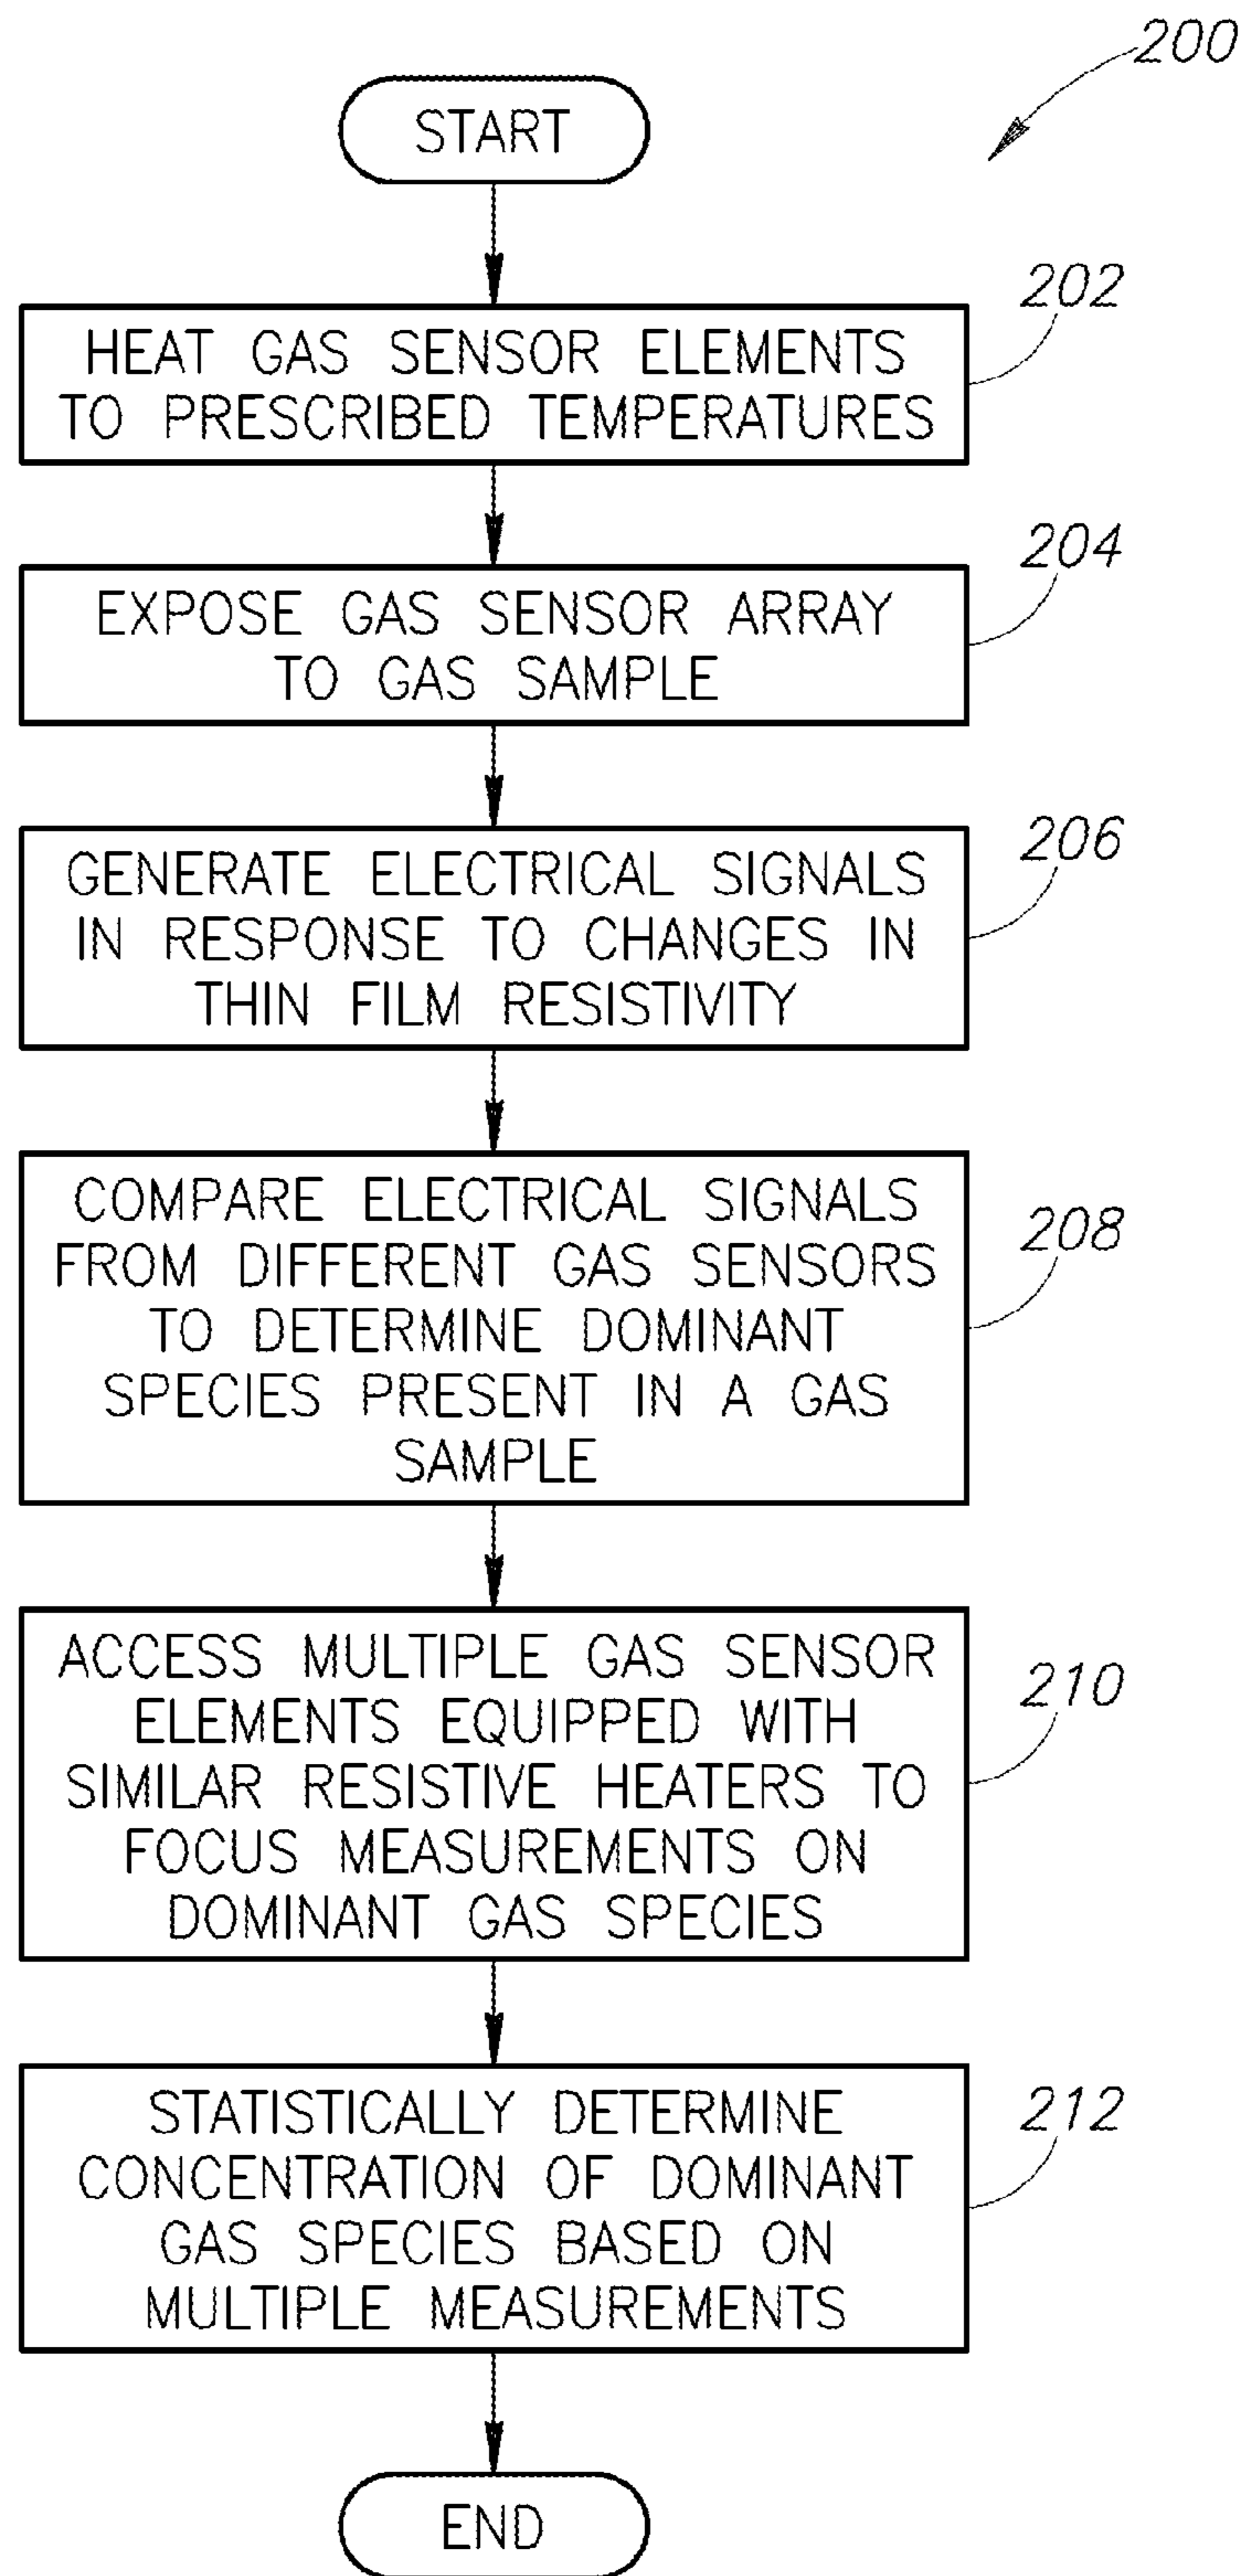 200
START
202
HEAT GAS SENSOR ELEMENTS
TO PRESCRIBED TEMPERATURES
204
EXPOSE GAS SENSOR ARRAY
TO GAS SAMPLE
206
GENERATE ELECTRICAL SIGNALS
IN RESPONSE TO CHANGES IN
THIN FILM RESISTIVITY
208
COMPARE ELECTRICAL SIGNALS
FROM DIFFERENT GAS SENSORS
TO DETERMINE DOMINANT
SPECIES PRESENT IN A GAS
SAMPLE
210
ACCESS MULTIPLE GAS SENSOR
ELEMENTS EQUIPPED WITH
SIMILAR RESISTIVE HEATERS TO
FOCUS MEASUREMENTS ON
DOMINANT GAS SPECIES
212
STATISTICALLY DETERMINE
CONCENTRATION OF DOMINANT
GAS SPECIES BASED ON
MULTIPLE MEASUREMENTS
END